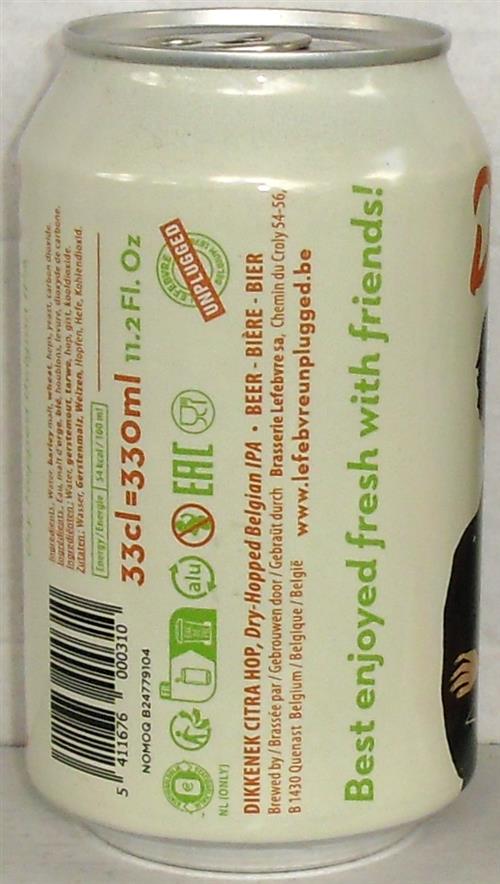 Ingredients: Water, barley malt, wheat, hops, yeast, carbon dioxide.
Ingrédients: Eau, malt d'orge, blé, houblons, levure, dioxyde de carbone.
Ingrediënten: Water, gerstemout, tarwe, hop, gist, kooldioxide.
Zutaten: Wasser, Gerstenmalz, Weizen, Hopfen, Hefe, Kohlendioxid.
Energy/Energie 54 kcal/100 ml
33cl=330ml 11.2 Fl. Oz
5 411676 000310
NOMOQ B24779104
FR
alu
EAC
LEFEBVRE
UNPLUGGED
NL (ONLY)
DIKKENEK CITRA HOP, Dry-Hopped Belgian IPA • BEER - BIÈRE - BIER
Brewed by / Brassée par / Gebrouwen door / Gebraüt durch Brasserie Lefebvre sa, Chemin du Croly 54-56,
B 1430 Quenast Belgium / Belgique / België www.lefebvreunplugged.be
Best enjoyed fresh with friends!